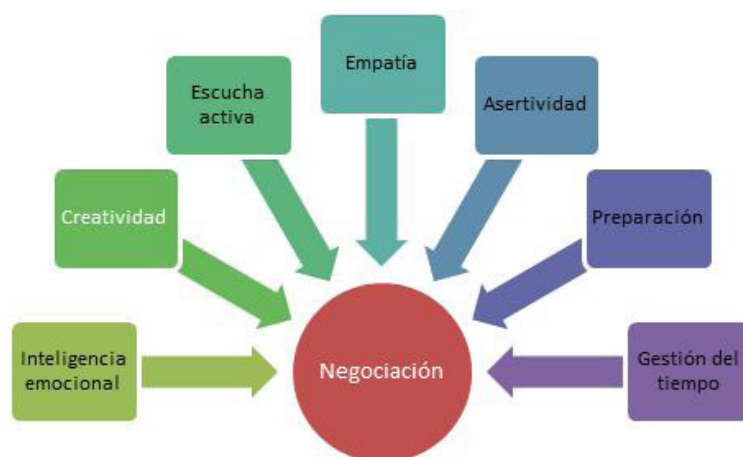 Empatía
Escucha
activa
Asertividad
Creatividad
Preparación
Inteligencia
emocional
Negociación
Gestión del
tiempo